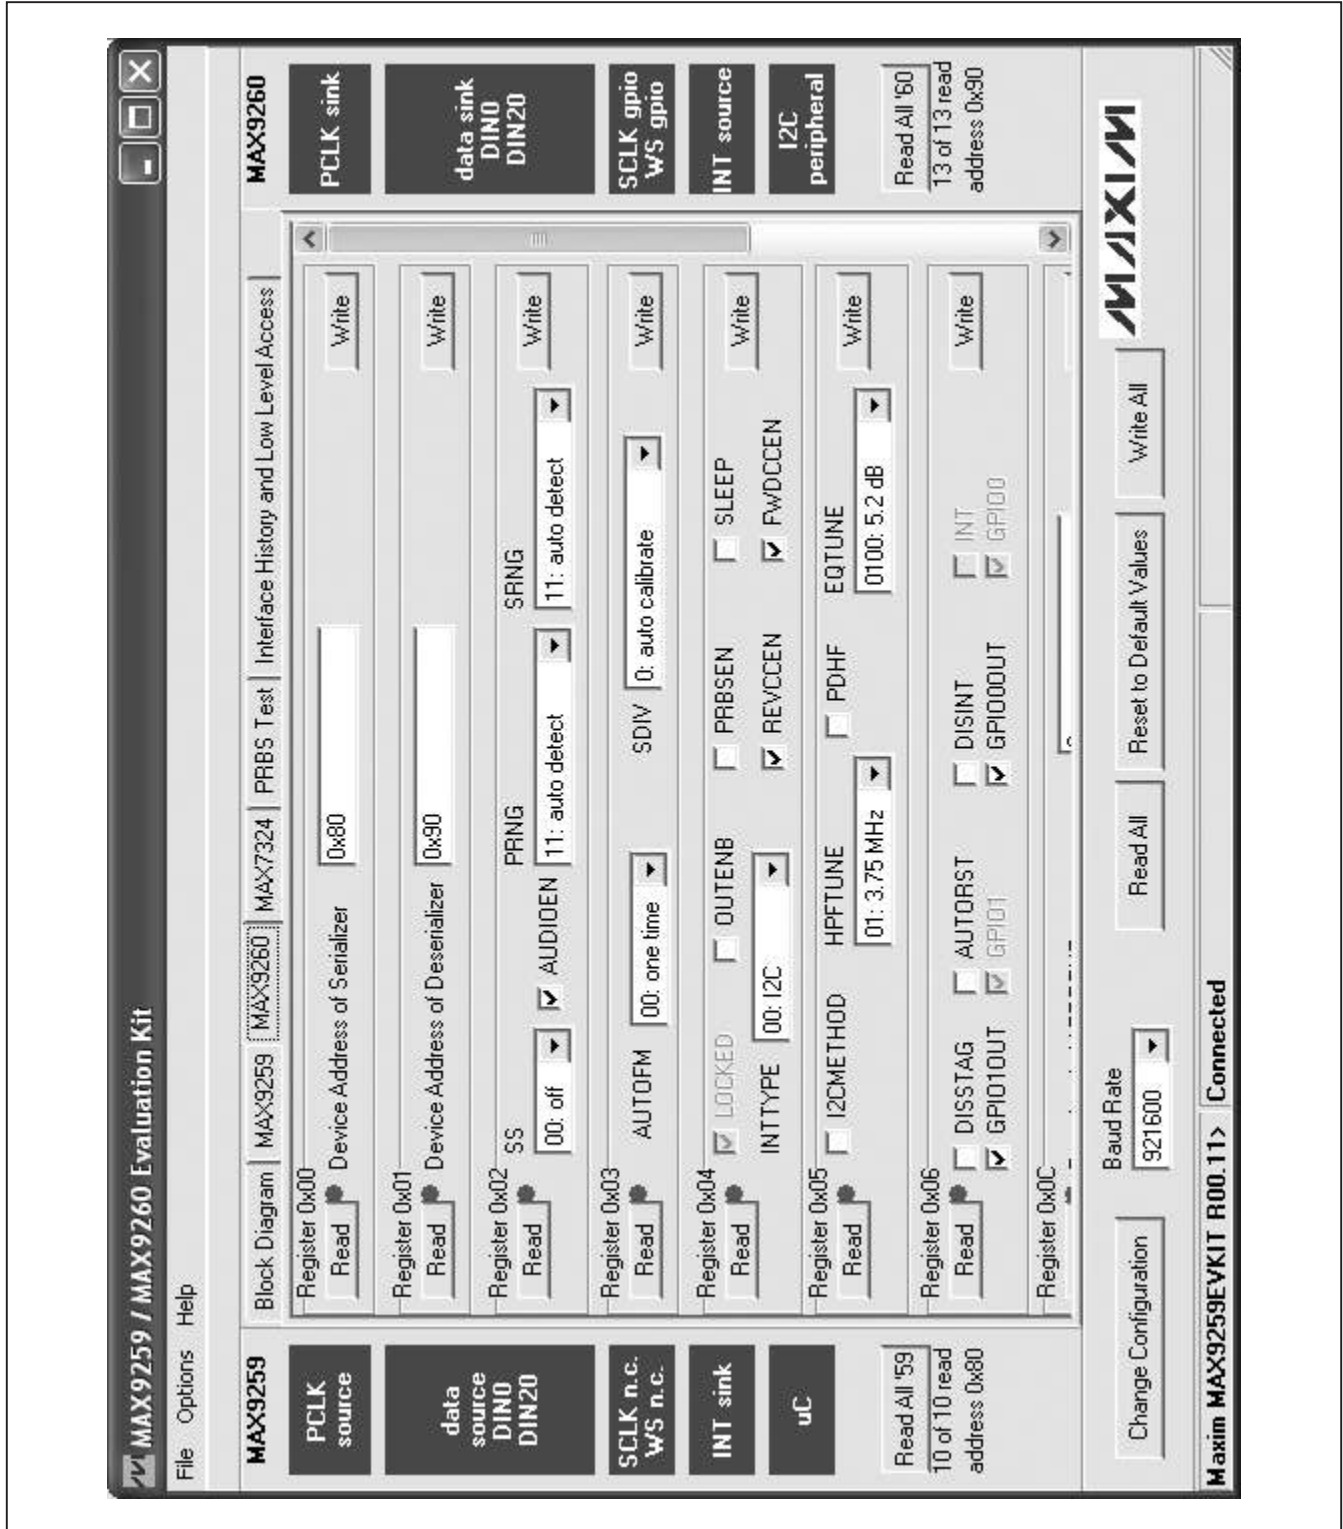 MAX9259 / MAX9260 Evaluation Kit
File Options Help
MAX9259
PCLK
source
data
source
DIN0
DIN20
SCLK n.c.
WS n.c.
INT sink
uC
Read All '59
10 of 10 read
address 0x80
Block Diagram MAX9259 MAX9260 MAX7324 PRBS Test Interface History and Low Level Access
Register 0x00
Read Device Address of Serializer 0x80 Write
Register 0x01
Read Device Address of Deserializer 0x90 Write
Register 0x02
SS PRNG SRNG
Read 00: off AUDIOEN 11: auto detect 11: auto detect Write
Register 0x03
Read AUTOFM 00: one time SDIV 0: auto calibrate Write
Register 0x04
LOCKED OUTENB PRBSEN SLEEP
Read Write
INTTYPE 00: I2C REVCCEN FWDCCEN
Register 0x05
I2CMETHOD HPFTUNE PDHF EQTUNE
Read 01: 3.75 MHz 0100: 5.2 dB Write
Register 0x06
DISSTAG AUTORST DISINT INT
Read Write
GPIO1OUT GPIO1 GPIO0OUT GPIO0
Register 0x0C
MAX9260
PCLK sink
data sink
DIN0
DIN20
SCLK gpio
WS gpio
INT source
I2C
peripheral
Read All '60
13 of 13 read
address 0x90
Change Configuration
Baud Rate
921600
Read All
Reset to Default Values
Write All
MAXIM
Maxim MAX9259EVKIT R00.11> Connected